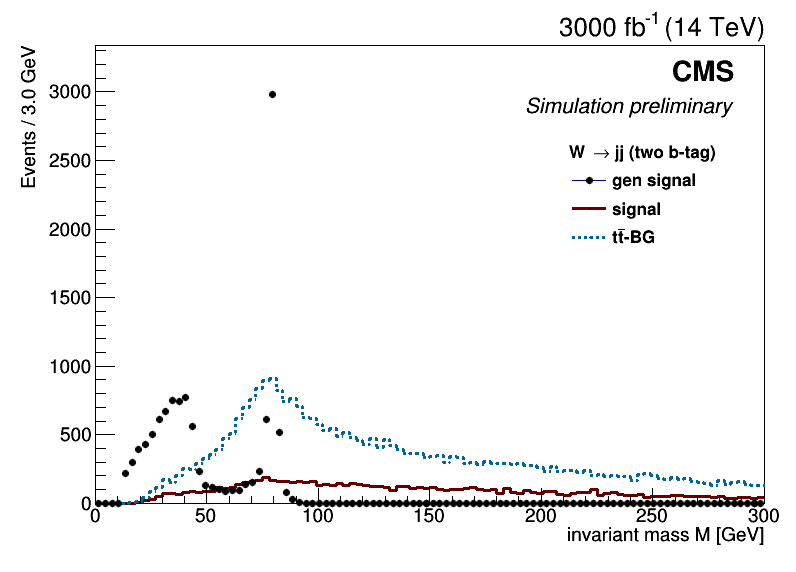 3000 fb⁻¹ (14 TeV)
CMS
Simulation preliminary
W → jj (two b-tag)
gen signal
signal
tt̄-BG
Events / 3.0 GeV
3000
2500
2000
1500
1000
500
0
0 50 100 150 200 250 300
invariant mass M [GeV]